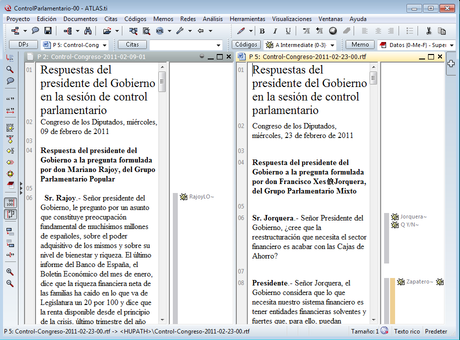 ControlParlamentario-00 - ATLAS.ti
Proyecto Edición Documentos Citas Códigos Memos Redes Análisis Herramientas Visualizaciones Ventanas Ayuda
DPs P 5: Control-Cong Citas Códigos A Intermediate {0-3} Memo Datos {0-Me-F} - Super
P 2: Control-Congreso-2011-02-09-01
01 Respuestas del
presidente del Gobierno
en la sesión de control
parlamentario
02 Congreso de los Diputados, miércoles,
09 de febrero de 2011
03
04 Respuesta del presidente del
Gobierno a la pregunta formulada
por don Mariano Rajoy, del Grupo
Parlamentario Popular
05
06 Sr. Rajoy.- Señor presidente del
Gobierno, le pregunto por un asunto
que constituye preocupación
fundamental de muchísimos millones
de españoles, sobre el poder
adquisitivo de los mismos y sobre su
nivel de bienestar y riqueza. El último
informe del Banco de España, el
Boletín Económico del mes de enero,
dice que la riqueza financiera neta de
las familias ha caído en lo que va de
Legislatura un 20 por 100 y dice que
la renta disponible desde el principio
de la crisis, último trimestre del año
RajoyLO~
P 5: Control-Congreso-2011-02-23-00.rtf
01 Respuestas del
presidente del Gobierno
en la sesión de control
parlamentario
02 Congreso de los Diputados,
miércoles, 23 de febrero de 2011
03
04 Respuesta del presidente del
Gobierno a la pregunta formulada
por don Francisco Xes Jorquera,
del Grupo Parlamentario Mixto
05
06 Sr. Jorquera.- Señor Presidente del
Gobierno, ¿cree que la
reestructuración que necesita el sector
financiero es acabar con las Cajas de
Ahorro?
07
08 Presidente.- Señor Jorquera, el
Gobierno considera que lo que
necesita nuestro sistema financiero es
tener entidades financieras solventes y
fuertes que, para ello, puedan
Jorquera~
Q Y/N~
Zapatero~
P 5: Control-Congreso-2011-02-23-00.rtf -> <HUPATH>\Control-Congreso-2011-02-23-00.rtf Tamaño: 1 Texto rico Predeter